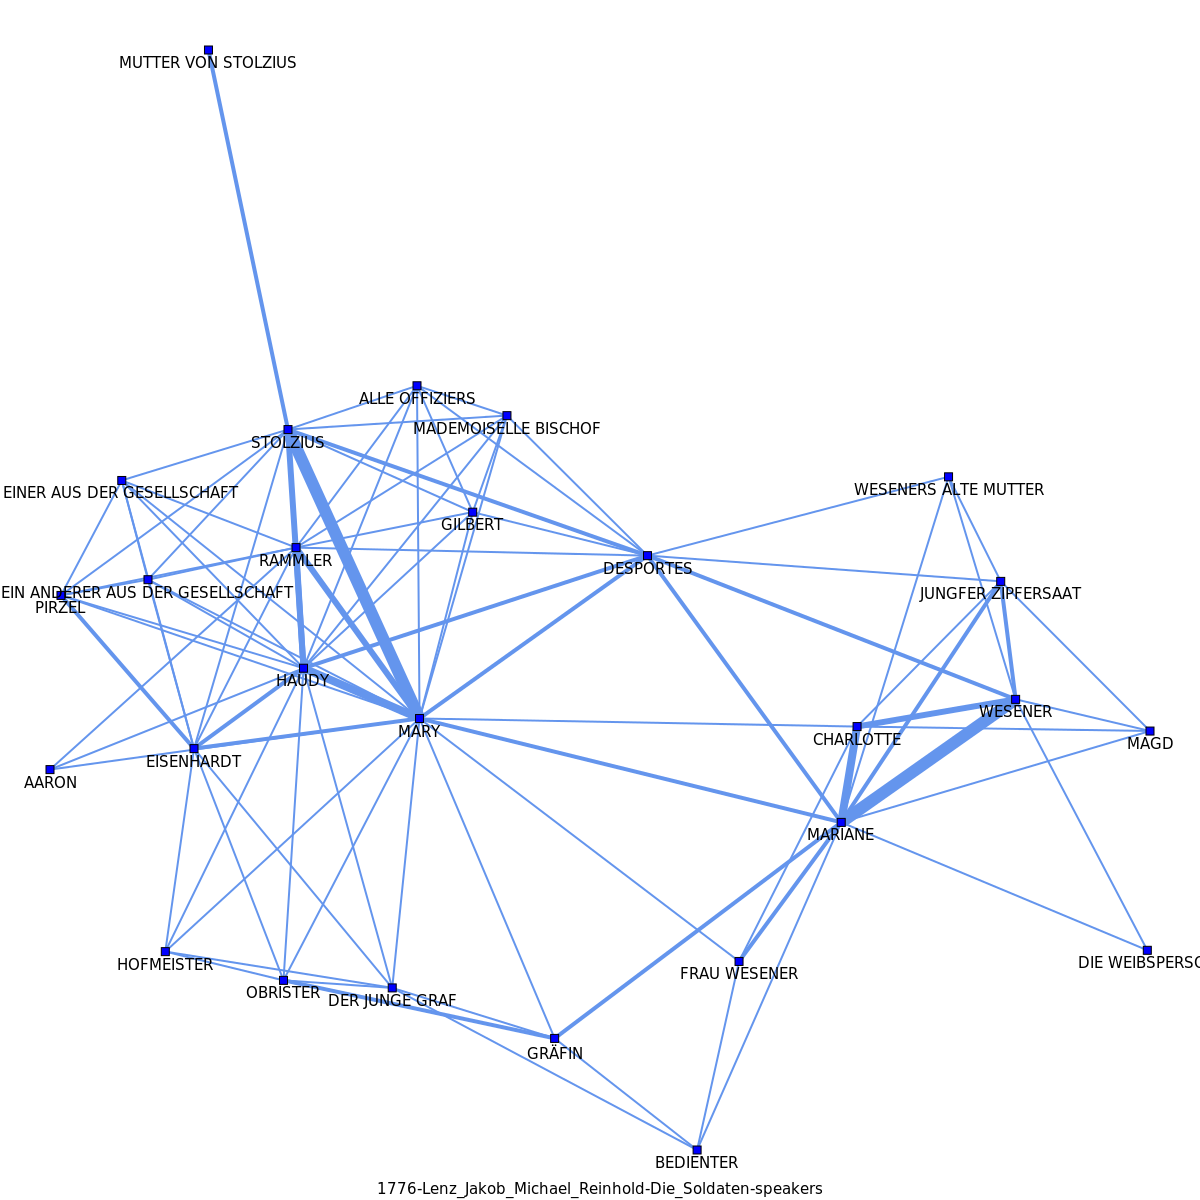 MUTTER VON STOLZIUS
ALLE OFFIZIERS
MADEMOISELLE BISCHOF
STOLZIUS
EINER AUS DER GESELLSCHAFT
WESENERS ALTE MUTTER
GILBERT
RAMMLER
DESPORTES
EIN ANDERER AUS DER GESELLSCHAFT
JUNGFER ZIPFERSAAT
PIRZEL
HAUDY
WESENER
MARY
CHARLOTTE
MAGD
EISENHARDT
AARON
MARIANE
HOFMEISTER
DIE WEIBSPERSO
FRAU WESENER
OBRISTER
DER JUNGE GRAF
GRÄFIN
BEDIENTER
1776-Lenz_Jakob_Michael_Reinhold-Die_Soldaten-speakers